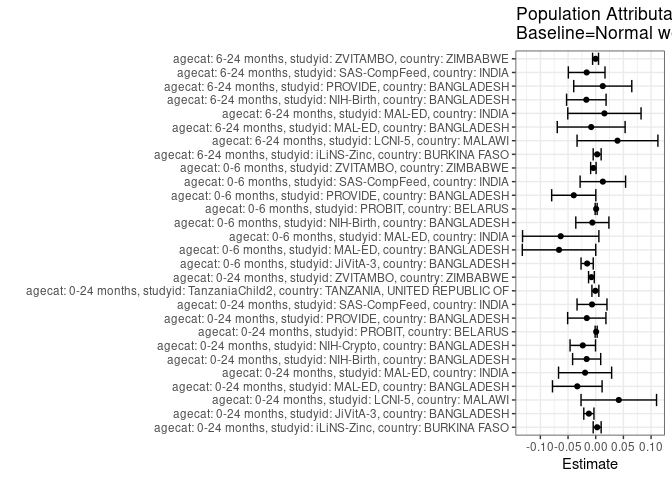 Population Attributa
Baseline=Normal w
agecat: 6-24 months, studyid: ZVITAMBO, country: ZIMBABWE
agecat: 6-24 months, studyid: SAS-CompFeed, country: INDIA
agecat: 6-24 months, studyid: PROVIDE, country: BANGLADESH
agecat: 6-24 months, studyid: NIH-Birth, country: BANGLADESH
agecat: 6-24 months, studyid: MAL-ED, country: INDIA
agecat: 6-24 months, studyid: MAL-ED, country: BANGLADESH
agecat: 6-24 months, studyid: LCNI-5, country: MALAWI
agecat: 6-24 months, studyid: iLiNS-Zinc, country: BURKINA FASO
agecat: 0-6 months, studyid: ZVITAMBO, country: ZIMBABWE
agecat: 0-6 months, studyid: SAS-CompFeed, country: INDIA
agecat: 0-6 months, studyid: PROVIDE, country: BANGLADESH
agecat: 0-6 months, studyid: PROBIT, country: BELARUS
agecat: 0-6 months, studyid: NIH-Birth, country: BANGLADESH
agecat: 0-6 months, studyid: MAL-ED, country: INDIA
agecat: 0-6 months, studyid: MAL-ED, country: BANGLADESH
agecat: 0-6 months, studyid: JiVitA-3, country: BANGLADESH
agecat: 0-24 months, studyid: ZVITAMBO, country: ZIMBABWE
agecat: 0-24 months, studyid: TanzaniaChild2, country: TANZANIA, UNITED REPUBLIC OF
agecat: 0-24 months, studyid: SAS-CompFeed, country: INDIA
agecat: 0-24 months, studyid: PROVIDE, country: BANGLADESH
agecat: 0-24 months, studyid: PROBIT, country: BELARUS
agecat: 0-24 months, studyid: NIH-Crypto, country: BANGLADESH
agecat: 0-24 months, studyid: NIH-Birth, country: BANGLADESH
agecat: 0-24 months, studyid: MAL-ED, country: INDIA
agecat: 0-24 months, studyid: MAL-ED, country: BANGLADESH
agecat: 0-24 months, studyid: LCNI-5, country: MALAWI
agecat: 0-24 months, studyid: JiVitA-3, country: BANGLADESH
agecat: 0-24 months, studyid: iLiNS-Zinc, country: BURKINA FASO
-0.10 -0.05 0.00 0.05 0.10
Estimate